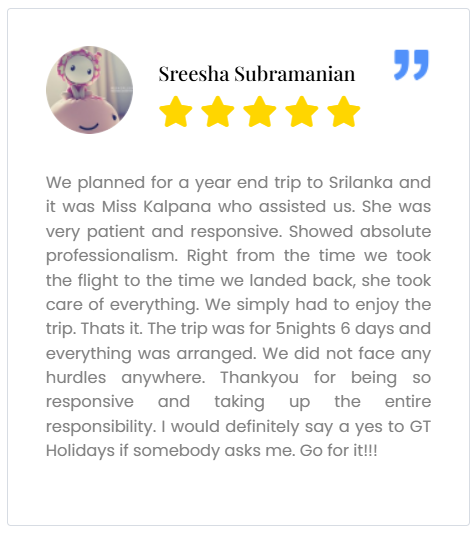 Sreesha Subramanian
We planned for a year end trip to Srilanka and
it was Miss Kalpana who assisted us. She was
very patient and responsive. Showed absolute
professionalism. Right from the time we took
the flight to the time we landed back, she took
care of everything. We simply had to enjoy the
trip. Thats it. The trip was for 5nights 6 days and
everything was arranged. We did not face any
hurdles anywhere. Thankyou for being so
responsive and taking up the entire
responsibility. I would definitely say a yes to GT
Holidays if somebody asks me. Go for it!!!